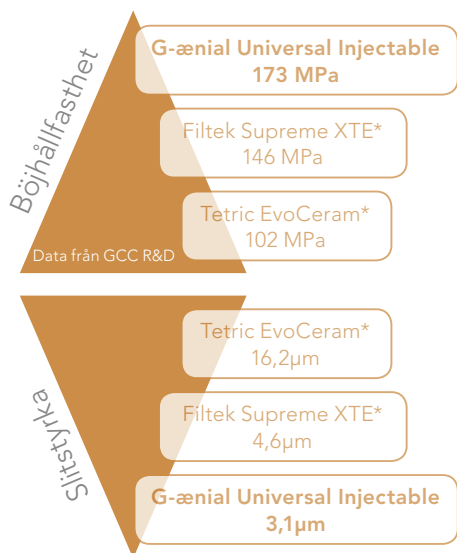 Böjhållfasthet
G-ænial Universal Injectable
173 MPa
Filtek Supreme XTE*
146 MPa
Tetric EvoCeram*
102 MPa
Data från GCC R&D
Slitstyrka
Tetric EvoCeram*
16,2µm
Filtek Supreme XTE*
4,6µm
G-ænial Universal Injectable
3,1µm